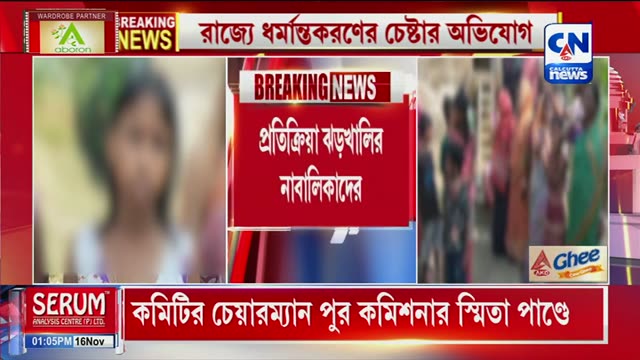 WARDROBE PARTNER
aboron
BREAKING NEWS
রাজ্যে ধর্মান্তকরণের চেষ্টার অভিযোগ
CN
CALCUTTA news
BREAKING NEWS
প্রতিক্রিয়া ঝড়খালির
নাবালিকাদের
Ghee
SERUM
ANALYSIS CENTRE (P) LTD.
কমিটির চেয়ারম্যান পুর কমিশনার স্মিতা পাণ্ডে
01:05PM 16Nov